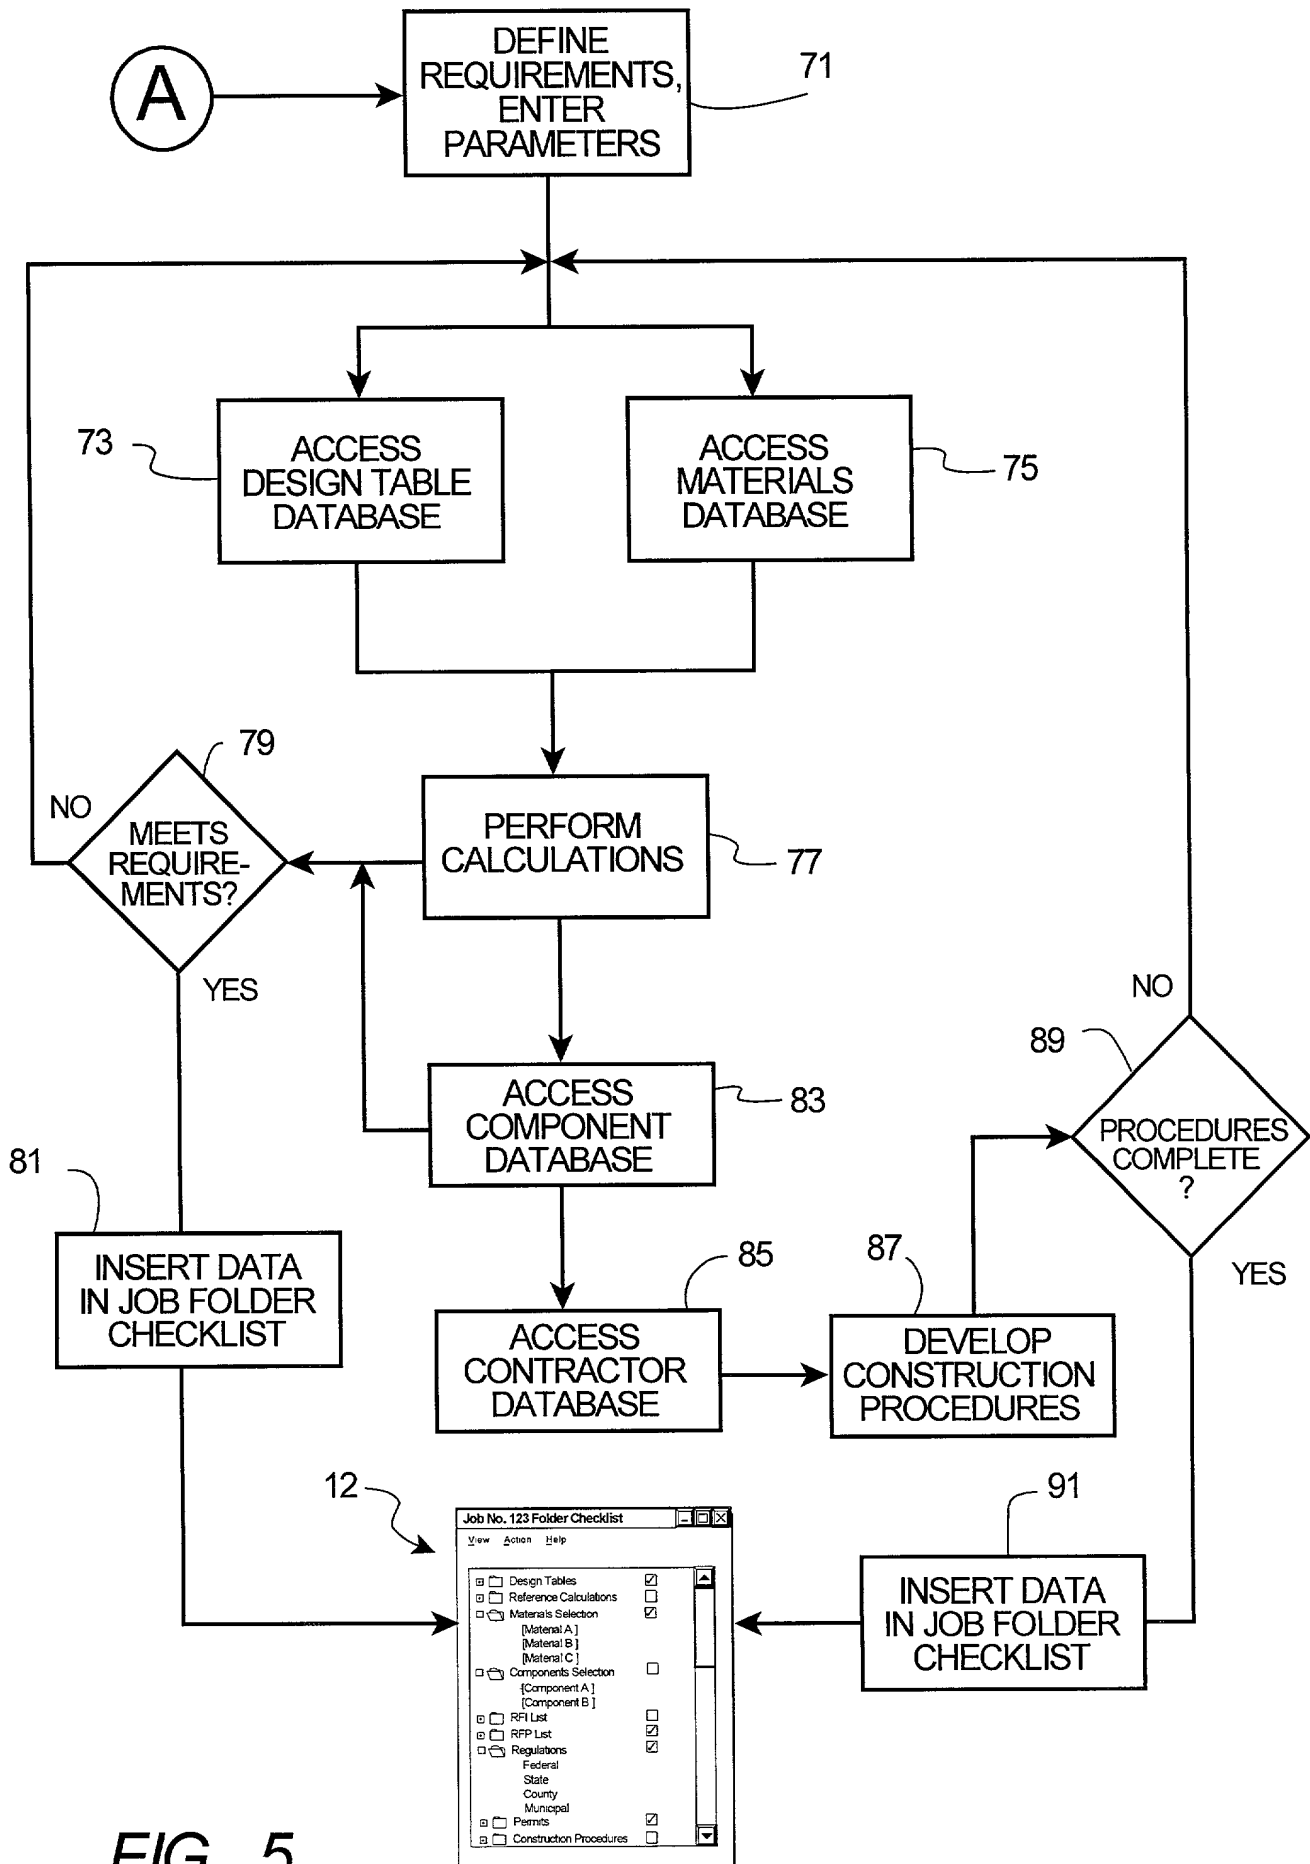 A
DEFINE
REQUIREMENTS,
ENTER
PARAMETERS
71
73
ACCESS
DESIGN TABLE
DATABASE
ACCESS
MATERIALS
DATABASE
75
79
NO
MEETS
REQUIRE-
MENTS?
YES
PERFORM
CALCULATIONS
77
NO
89
PROCEDURES
COMPLETE
?
YES
ACCESS
COMPONENT
DATABASE
83
81
INSERT DATA
IN JOB FOLDER
CHECKLIST
85
ACCESS
CONTRACTOR
DATABASE
87
DEVELOP
CONSTRUCTION
PROCEDURES
12
91
INSERT DATA
IN JOB FOLDER
CHECKLIST
Job No. 123 Folder Checklist
View Action Help
Design Tables
Reference Calculations
Materials Selection
[Material A ]
[Material B ]
[Material C ]
Components Selection
[Component A ]
[Component B ]
RFI List
RFP List
Regulations
Federal
State
County
Municipal
Permits
Construction Procedures
FIG. 5